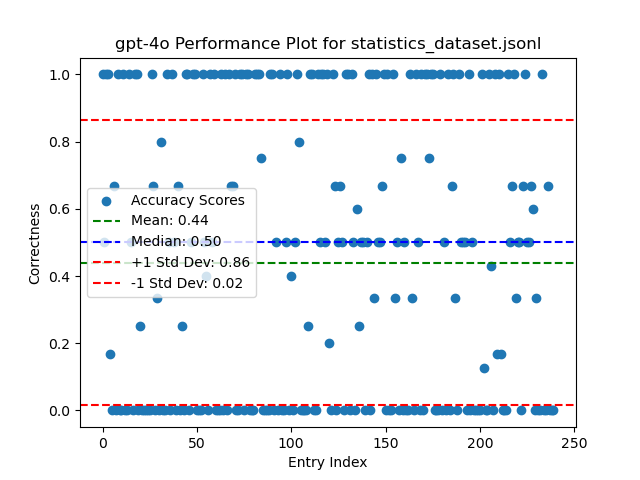 gpt-4o Performance Plot for statistics_dataset.jsonl
1.0
0.8
0.6
0.4
0.2
0.0
Correctness
Accuracy Scores
Mean: 0.44
Median: 0.50
+1 Std Dev: 0.86
-1 Std Dev: 0.02
0 50 100 150 200 250
Entry Index